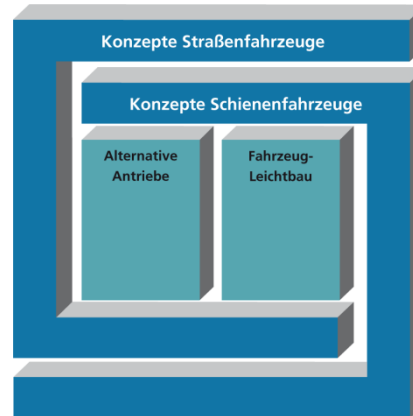 Konzepte Straßenfahrzeuge
Konzepte Schienenfahrzeuge
Alternative
Antriebe
Fahrzeug-
Leichtbau